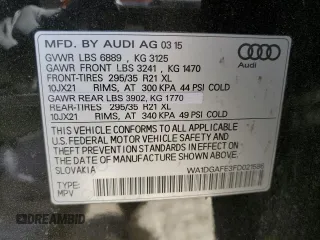 MFD. BY AUDI AG 03 15
GVWR LBS 6889 , KG 3125
GAWR FRONT LBS 3241 , KG 1470
FRONT-TIRES 295/35 R21 XL
10JX21 RIMS, AT 300 KPA 44 PSI COLD
GAWR REAR LBS 3902, KG 1770
REAR-TIRES 295/35 R21 XL
10JX21 RIMS, AT 340 KPA 49 PSI COLD
Audi
THIS VEHICLE CONFORMS TO ALL APPLICABLE
U.S. FEDERAL MOTOR VEHICLE SAFETY, BUMPER AND
THEFT PREVENTION STANDARDS IN EFFECT ON THE DATE
OF MANUFACTURE SHOWN ABOVE.
SLOVAKIA
TYPE:
MPV
AUTOBIDMASTER